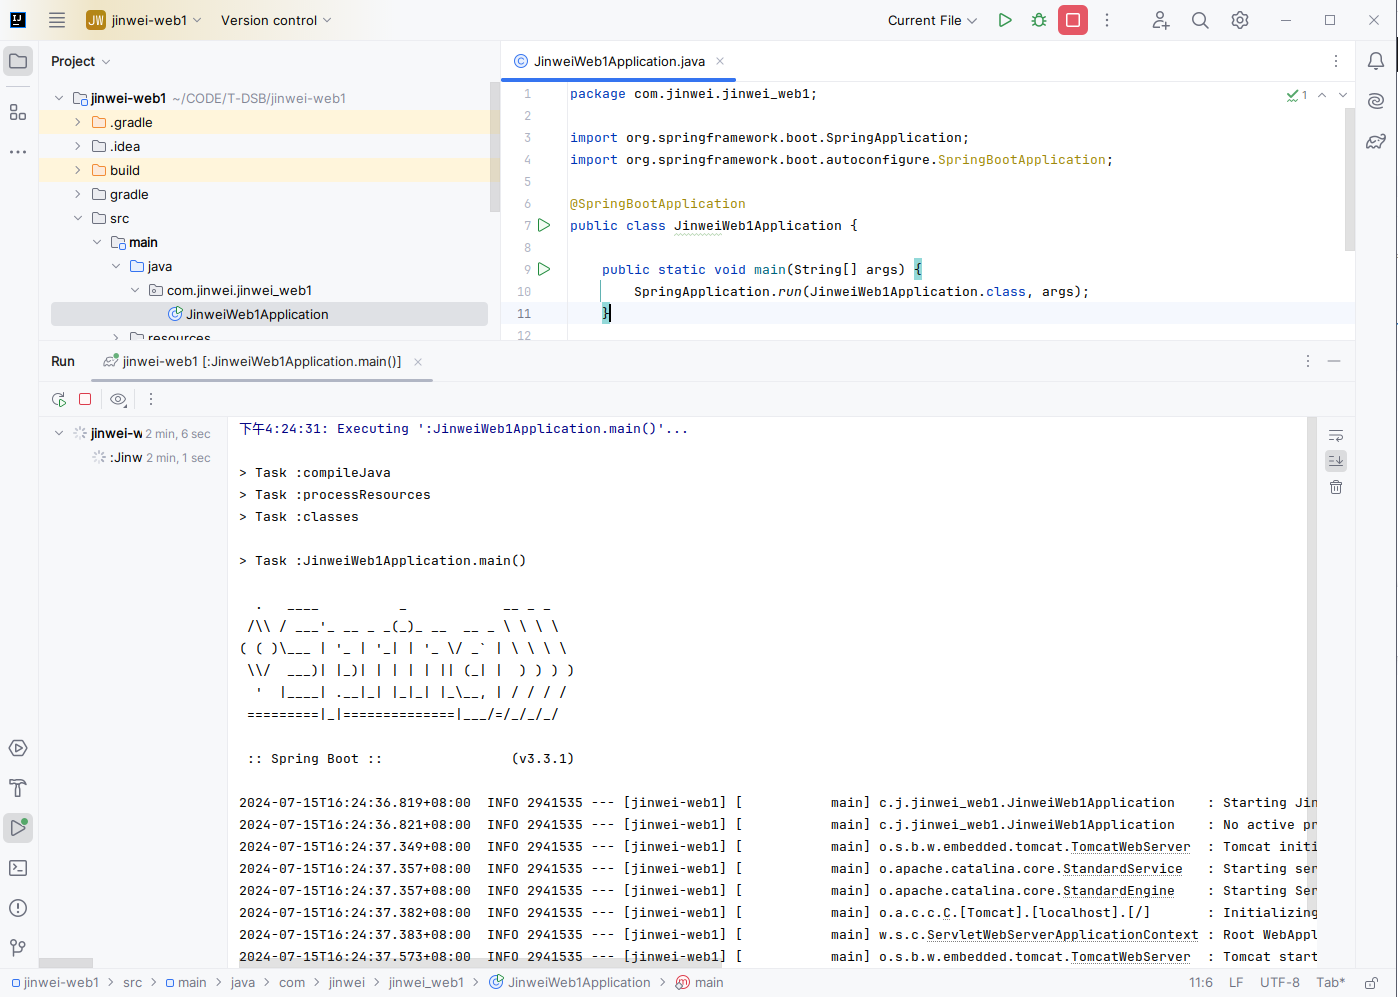 JW jinwei-web1 Version control Current File
Project
JinweiWeb1Application.java
jinwei-web1 ~/CODE/T-DSB/jinwei-web1
.gradle
.idea
build
gradle
src
main
java
com.jinwei.jinwei_web1
JinweiWeb1Application
resources
1 package com.jinwei.jinwei_web1;
2
3 import org.springframework.boot.SpringApplication;
4 import org.springframework.boot.autoconfigure.SpringBootApplication;
5
6 @SpringBootApplication
7 public class JinweiWeb1Application {
8
9 public static void main(String[] args) {
10 SpringApplication.run(JinweiWeb1Application.class, args);
11 }
12
1
Run jinwei-web1 [:JinweiWeb1Application.main()]
jinwei-w 2 min, 6 sec
:Jinw 2 min, 1 sec
下午4:24:31: Executing ':JinweiWeb1Application.main()'...
> Task :compileJava
> Task :processResources
> Task :classes
> Task :JinweiWeb1Application.main()
  .   ____          _            __ _ _
 /\\ / ___'_ __ _ _(_)_ __  __ _ \ \ \ \
( ( )\___ | '_ | '_| | '_ \/ _` | \ \ \ \
 \\/  ___)| |_)| | | | | || (_| |  ) ) ) )
  '  |____| .__|_| |_|_| |_\__, | / / / /
 =========|_|==============|___/=/_/_/_/
:: Spring Boot :: (v3.3.1)
2024-07-15T16:24:36.819+08:00 INFO 2941535 --- [jinwei-web1] [ main] c.j.jinwei_web1.JinweiWeb1Application : Starting Jin
2024-07-15T16:24:36.821+08:00 INFO 2941535 --- [jinwei-web1] [ main] c.j.jinwei_web1.JinweiWeb1Application : No active pr
2024-07-15T16:24:37.349+08:00 INFO 2941535 --- [jinwei-web1] [ main] o.s.b.w.embedded.tomcat.TomcatWebServer : Tomcat initi
2024-07-15T16:24:37.357+08:00 INFO 2941535 --- [jinwei-web1] [ main] o.apache.catalina.core.StandardService : Starting ser
2024-07-15T16:24:37.357+08:00 INFO 2941535 --- [jinwei-web1] [ main] o.apache.catalina.core.StandardEngine : Starting Ser
2024-07-15T16:24:37.382+08:00 INFO 2941535 --- [jinwei-web1] [ main] o.a.c.c.C.[Tomcat].[localhost].[/] : Initializing
2024-07-15T16:24:37.383+08:00 INFO 2941535 --- [jinwei-web1] [ main] w.s.c.ServletWebServerApplicationContext : Root WebAppl
2024-07-15T16:24:37.573+08:00 INFO 2941535 --- [jinwei-web1] [ main] o.s.b.w.embedded.tomcat.TomcatWebServer : Tomcat start
jinwei-web1 > src > main > java > com > jinwei > jinwei_web1 > JinweiWeb1Application > main 11:6 LF UTF-8 Tab*